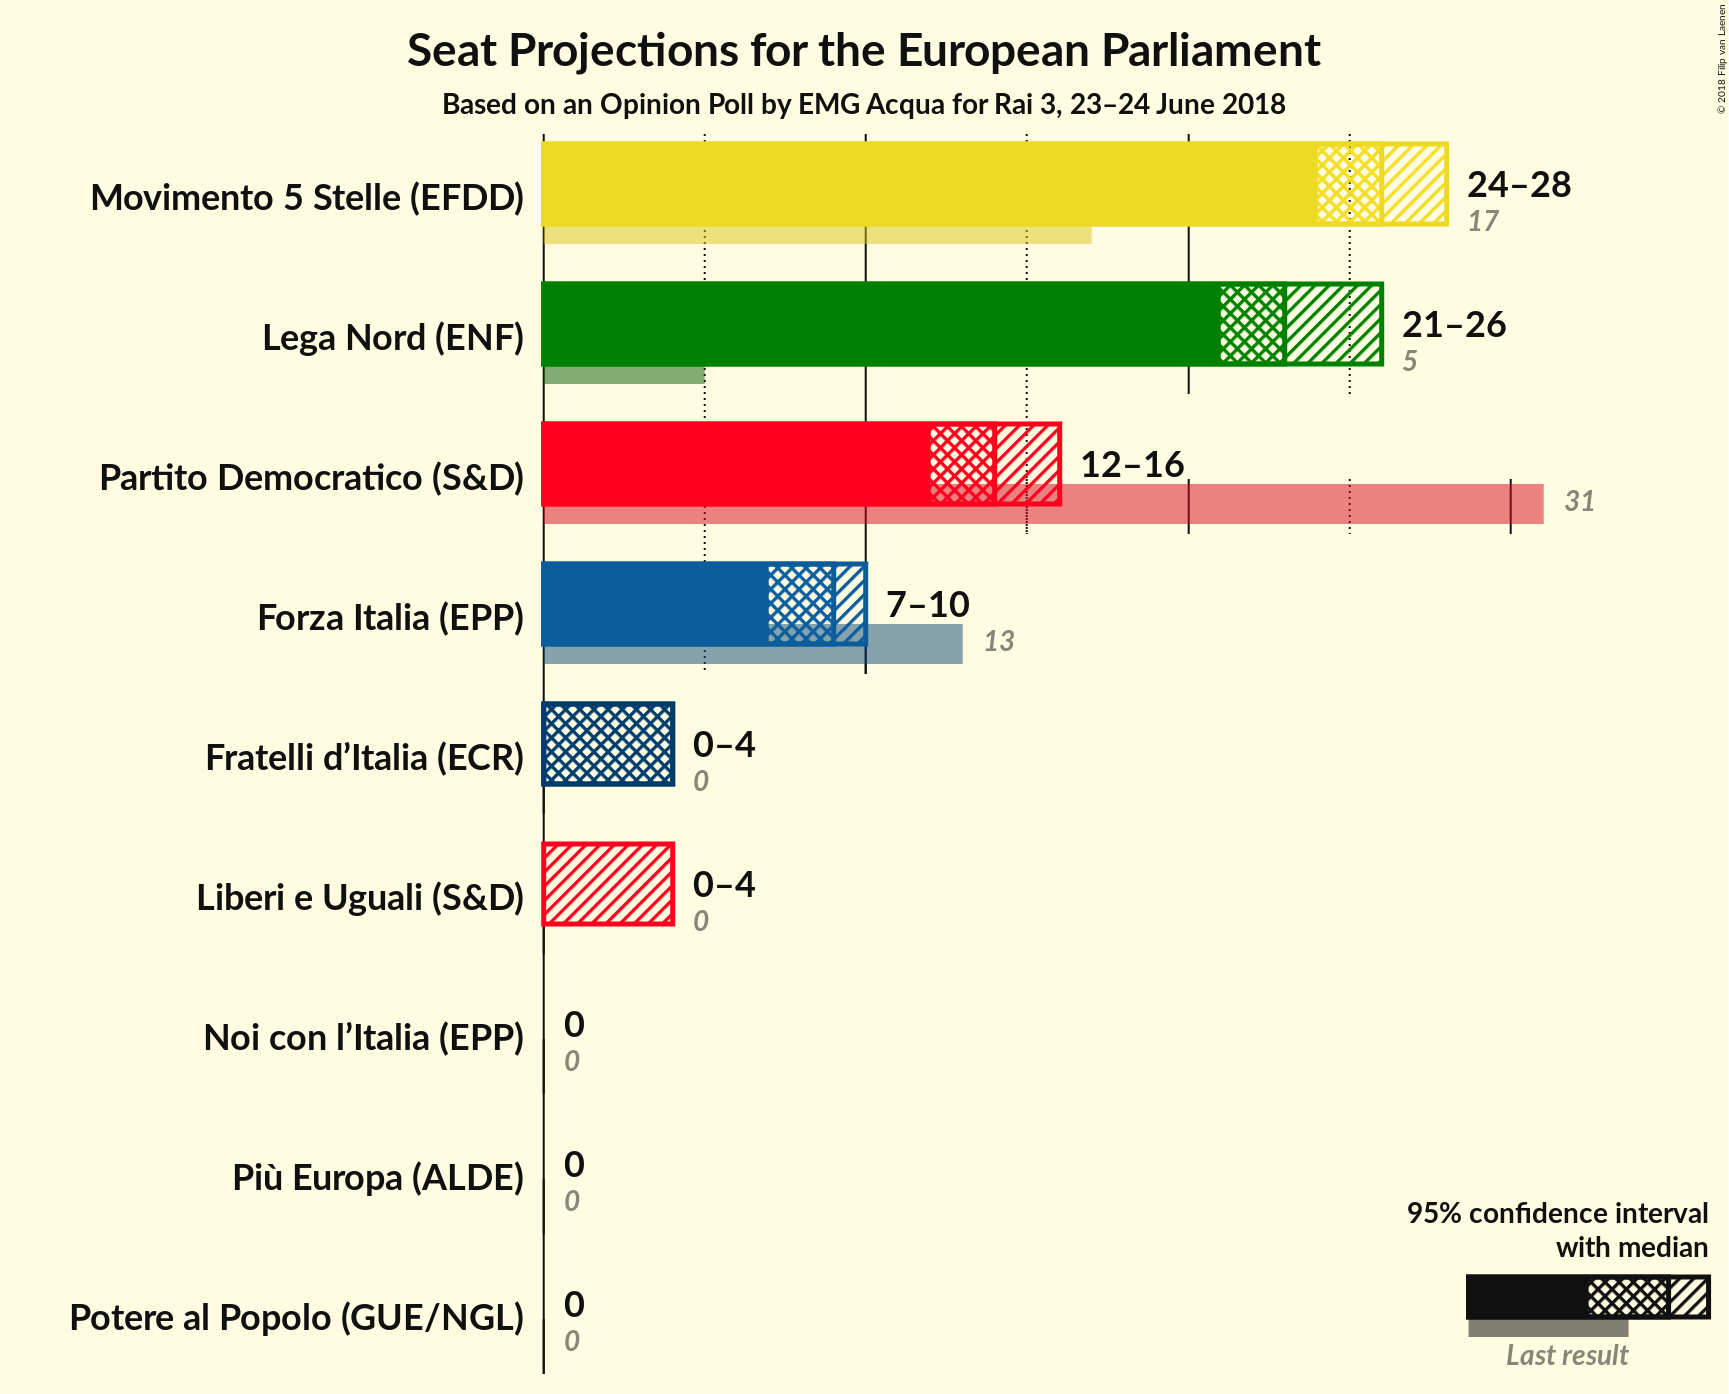 Seat Projections for the European Parliament
Based on an Opinion Poll by EMG Acqua for Rai 3, 23–24 June 2018
© 2018 Filip van Laenen
Movimento 5 Stelle (EFDD)
24–28
17
Lega Nord (ENF)
21–26
5
Partito Democratico (S&D)
12–16
31
Forza Italia (EPP)
7–10
13
Fratelli d’Italia (ECR)
0–4
0
Liberi e Uguali (S&D)
0–4
0
Noi con l’Italia (EPP)
0
0
Più Europa (ALDE)
0
0
Potere al Popolo (GUE/NGL)
0
0
95% confidence interval
with median
Last result